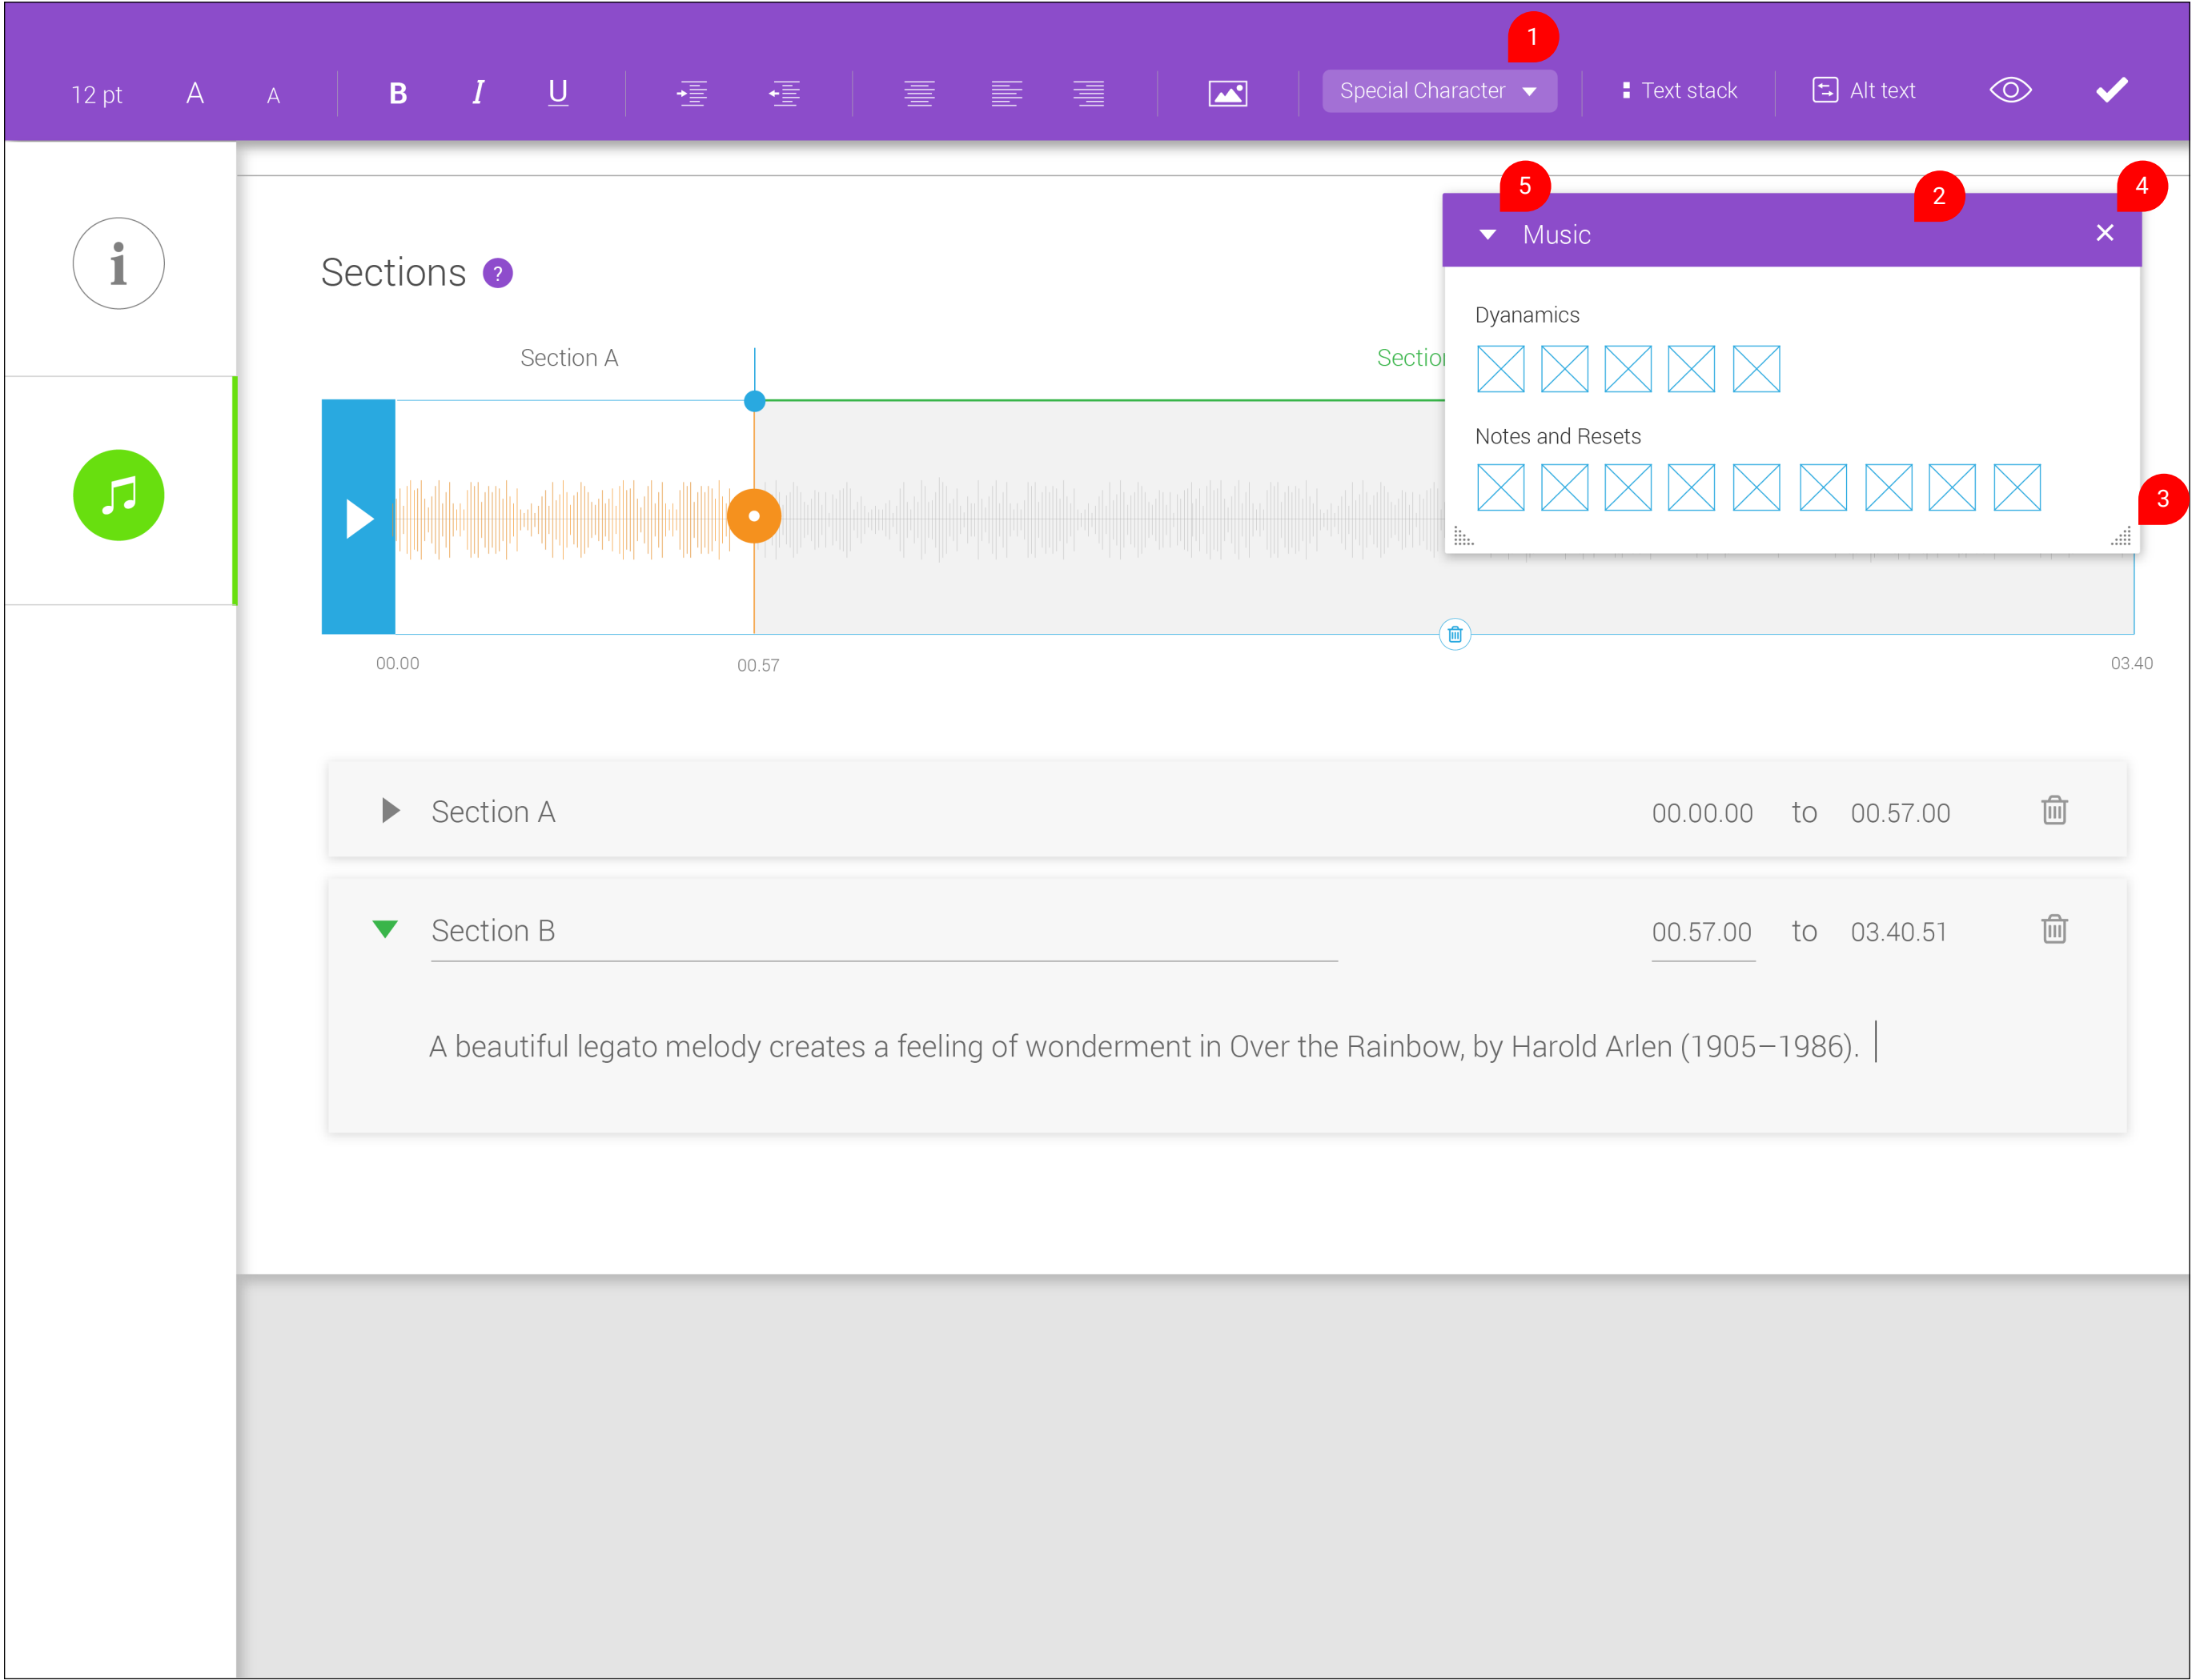 1
12 pt A A B I U Special Character Text stack Alt text
5 2 4
Music
i
Sections ?
Dyanamics
Section A Sectio
Notes and Resets
3
00.00 00.57 03.40
Section A 00.00.00 to 00.57.00
Section B 00.57.00 to 03.40.51
A beautiful legato melody creates a feeling of wonderment in Over the Rainbow, by Harold Arlen (1905–1986).